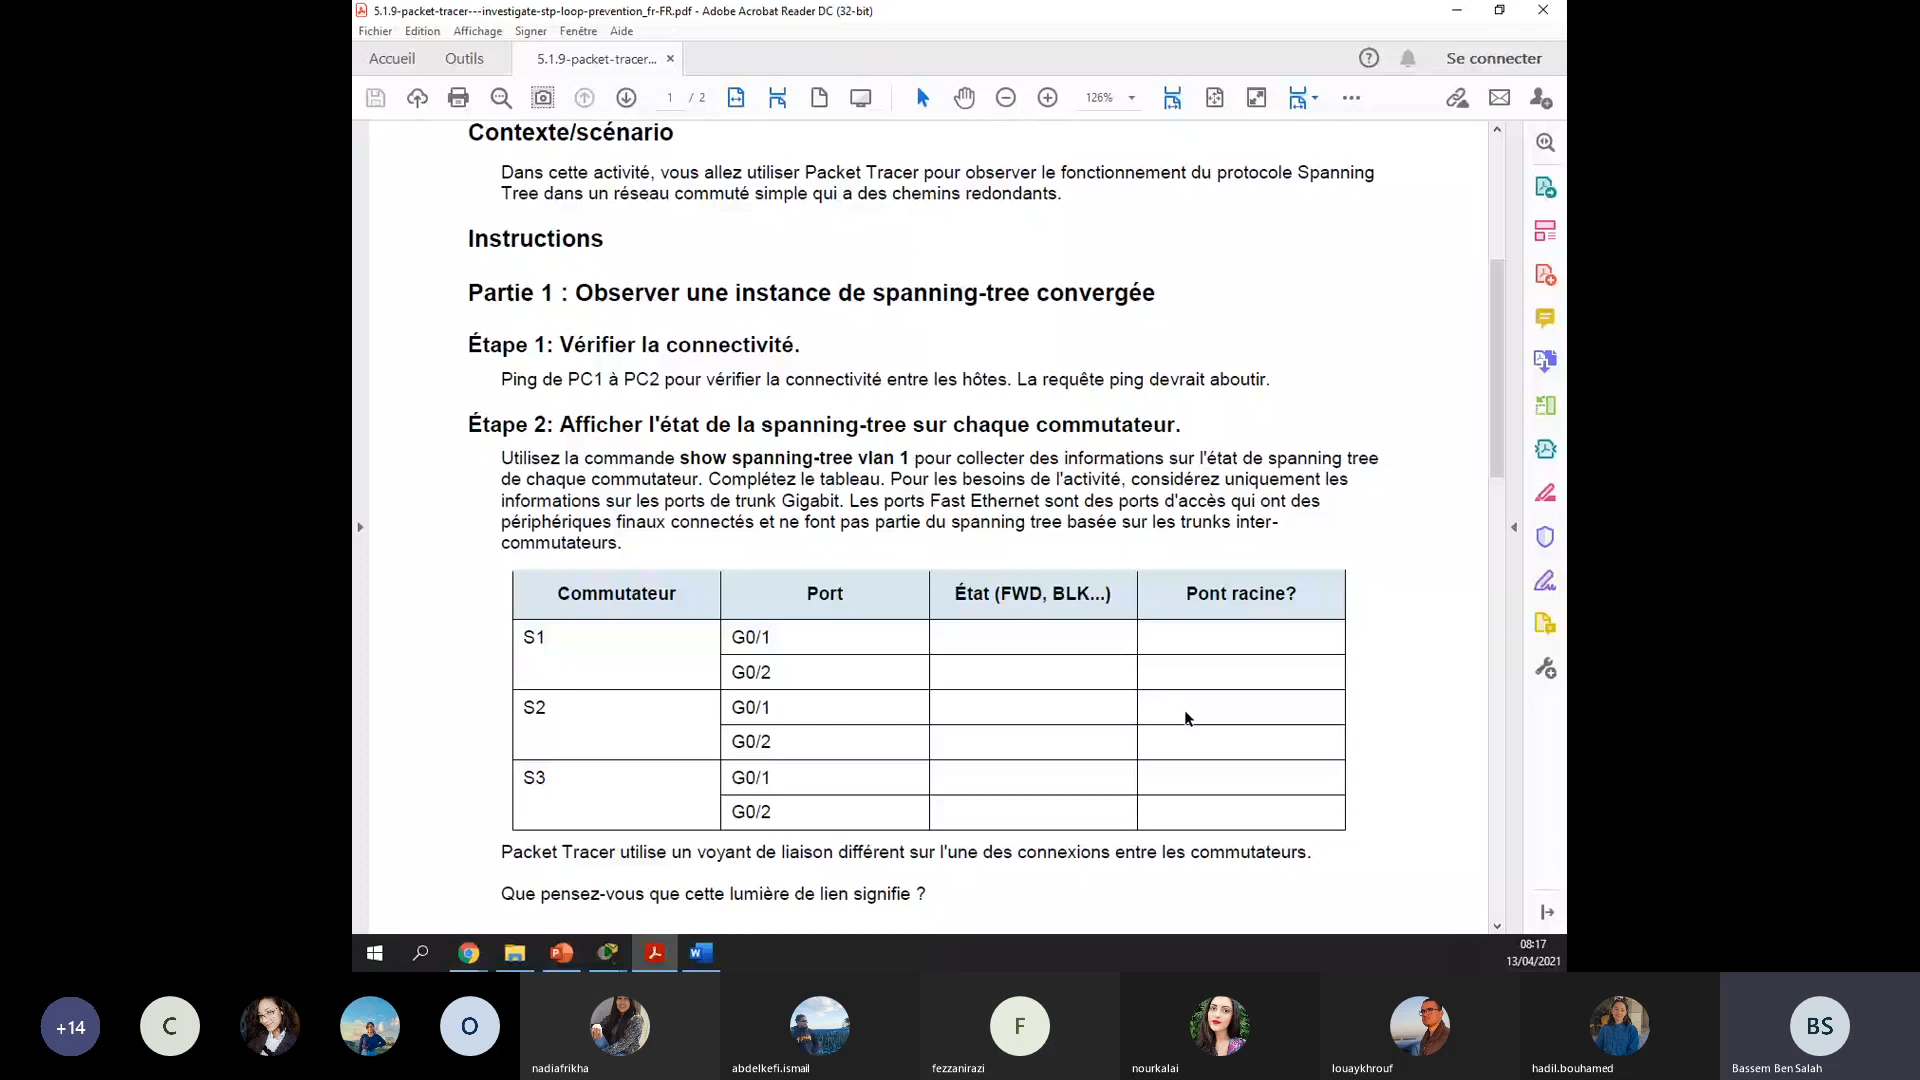 5.1.9-packet-tracer---investigate-stp-loop-prevention_fr-FR.pdf - Adobe Acrobat Reader DC (32-bit)
Fichier Edition Affichage Signer Fenêtre Aide
Accueil Outils 5.1.9-packet-tracer... × Se connecter
1 / 2 126%
Contexte/scénario
Dans cette activité, vous allez utiliser Packet Tracer pour observer le fonctionnement du protocole Spanning
Tree dans un réseau commuté simple qui a des chemins redondants.
Instructions
Partie 1 : Observer une instance de spanning-tree convergée
Étape 1: Vérifier la connectivité.
Ping de PC1 à PC2 pour vérifier la connectivité entre les hôtes. La requête ping devrait aboutir.
Étape 2: Afficher l'état de la spanning-tree sur chaque commutateur.
Utilisez la commande show spanning-tree vlan 1 pour collecter des informations sur l'état de spanning tree
de chaque commutateur. Complétez le tableau. Pour les besoins de l'activité, considérez uniquement les
informations sur les ports de trunk Gigabit. Les ports Fast Ethernet sont des ports d'accès qui ont des
périphériques finaux connectés et ne font pas partie du spanning tree basée sur les trunks inter-
commutateurs.
Commutateur Port État (FWD, BLK...) Pont racine?
S1 G0/1
G0/2
S2 G0/1
G0/2
S3 G0/1
G0/2
Packet Tracer utilise un voyant de liaison différent sur l'une des connexions entre les commutateurs.
Que pensez-vous que cette lumière de lien signifie ?
08:17
13/04/2021
+14 C O F BS
nadiafrikha abdelkefi.ismail fezzanirazi nourkalai louaykhrouf hadil.bouhamed Bassem Ben Salah